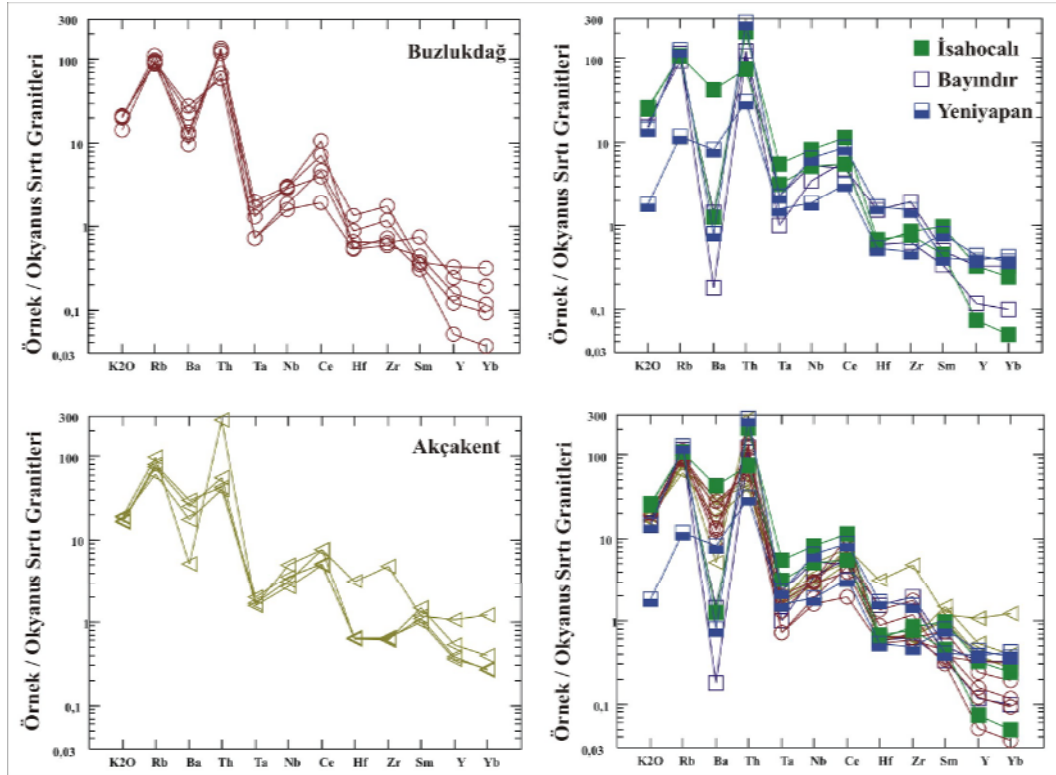 Örnek / Okyanus Sırtı Granitleri
300
100
10
1
0,1
0,03
Buzlukdağ
K2O Rb Ba Th Ta Nb Ce Hf Zr Sm Y Yb
Örnek / Okyanus Sırtı Granitleri
300
100
10
1
0,1
0,03
İsahocalı
Bayındır
Yeniyapan
K2O Rb Ba Th Ta Nb Ce Hf Zr Sm Y Yb
Örnek / Okyanus Sırtı Granitleri
300
100
10
1
0,1
0,03
Akçakent
K2O Rb Ba Th Ta Nb Ce Hf Zr Sm Y Yb
Örnek / Okyanus Sırtı Granitleri
300
100
10
1
0,1
0,03
K2O Rb Ba Th Ta Nb Ce Hf Zr Sm Y Yb